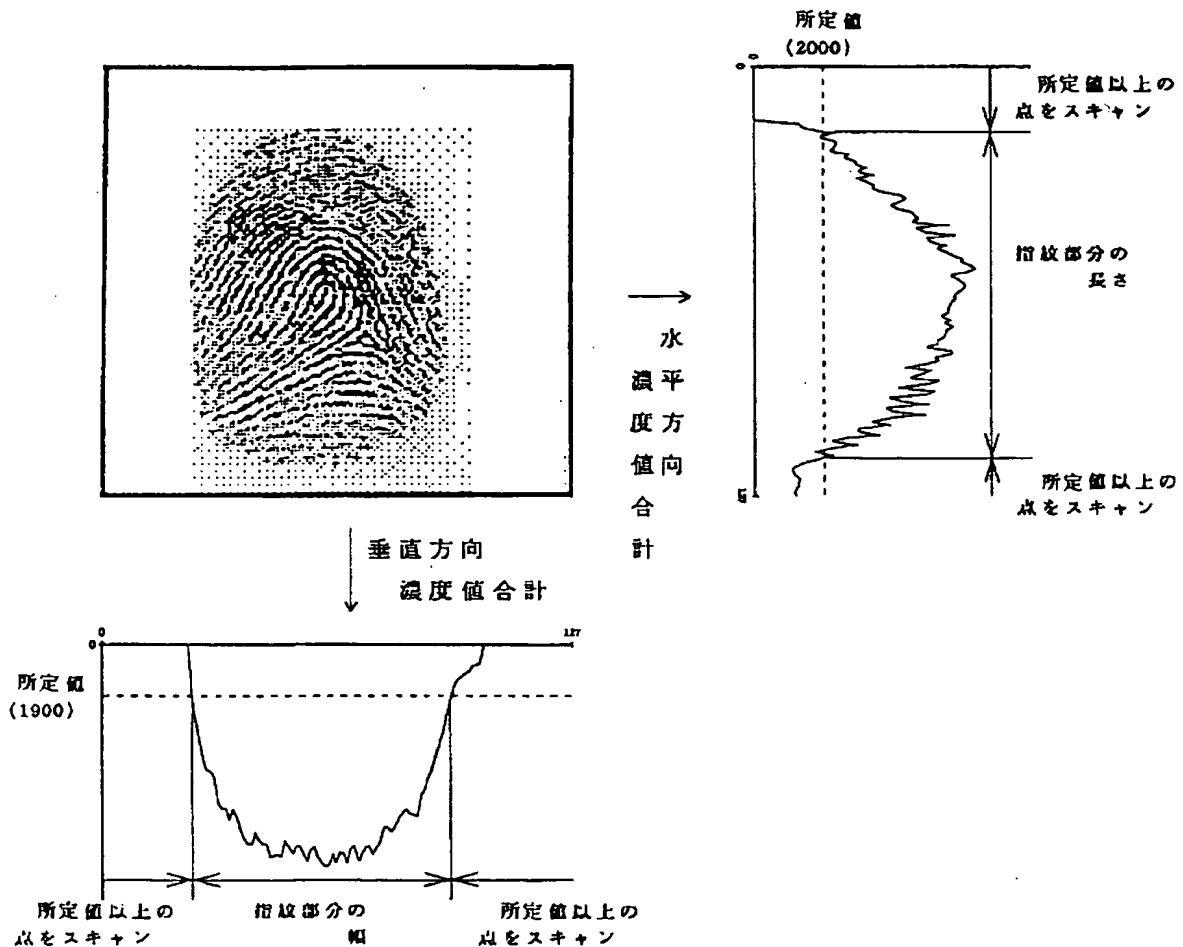 所定値
(2000)
0
0
所定値以上の
点をスキャン
指紋部分の
長さ
所定値以上の
点をスキャン
水平方向
濃度値合計
垂直方向
濃度値合計
0
127
0
所定値
(1900)
所定値以上の
点をスキャン
指紋部分の
幅
所定値以上の
点をスキャン